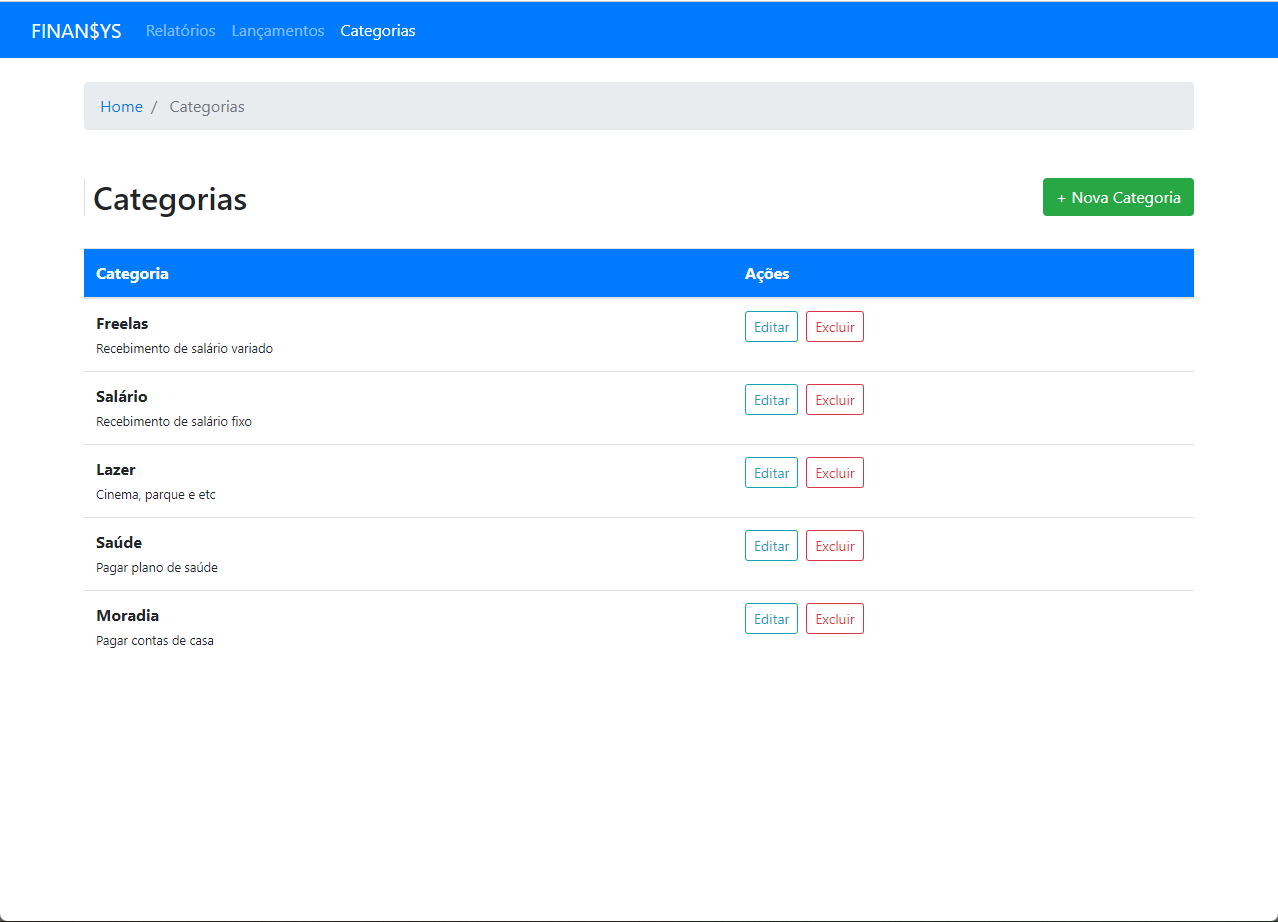 FINAN$YS Relatórios Lançamentos Categorias
Home / Categorias
Categorias + Nova Categoria
Categoria Ações
Freelas Editar Excluir
Recebimento de salário variado
Salário Editar Excluir
Recebimento de salário fixo
Lazer Editar Excluir
Cinema, parque e etc
Saúde Editar Excluir
Pagar plano de saúde
Moradia Editar Excluir
Pagar contas de casa